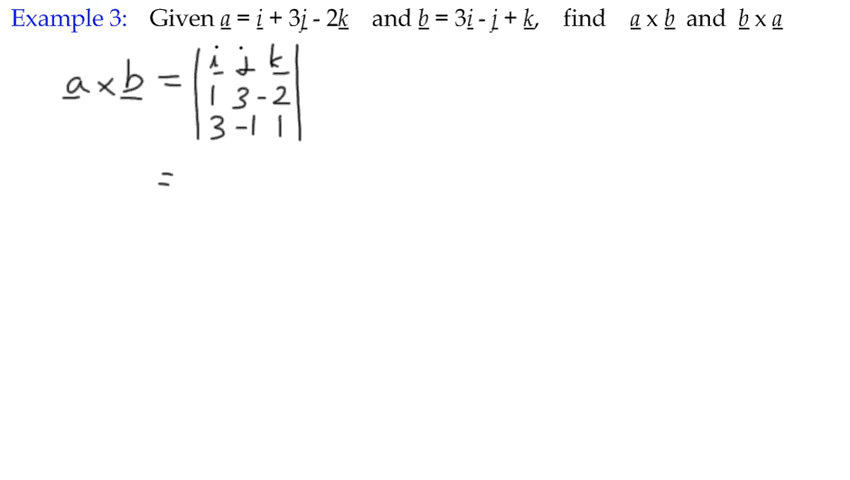 Example 3: Given a = i + 3j - 2k and b = 3i - j + k, find a x b and b x a
a × b = | i j k |
| 1 3 -2 |
| 3 -1 1 |
=